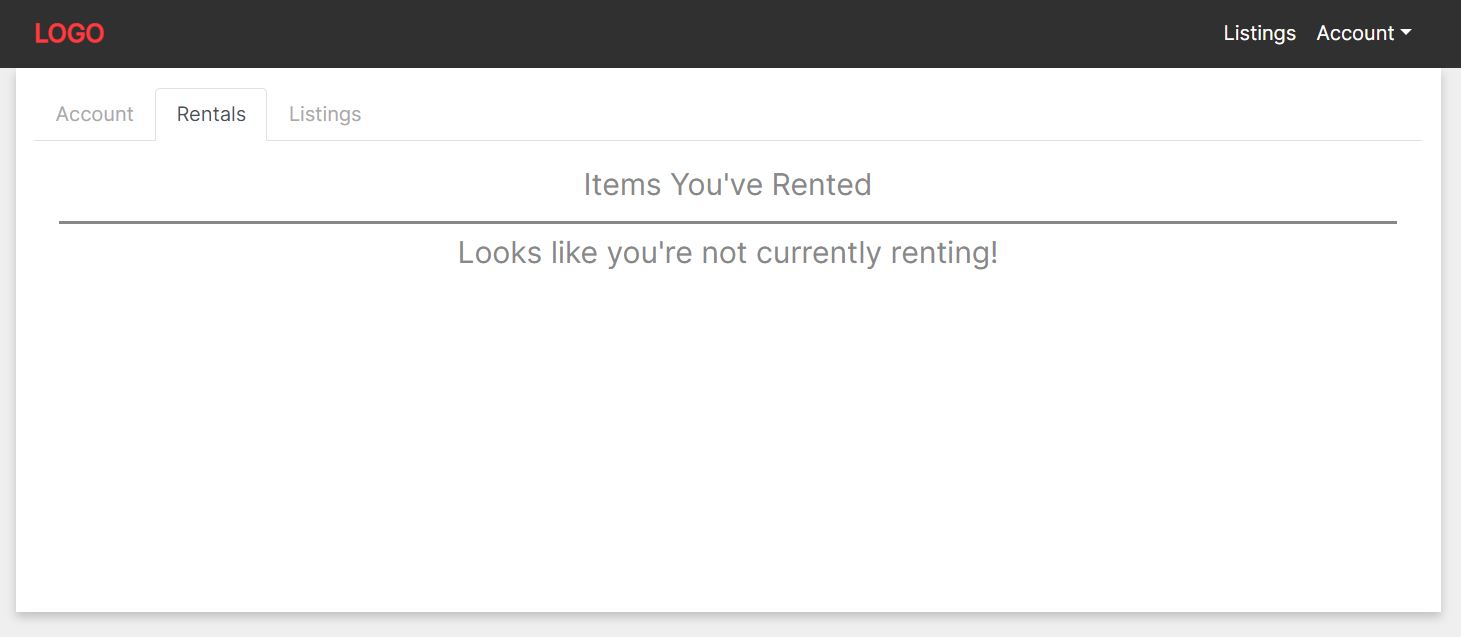 LOGO
Listings Account
Account Rentals Listings
Items You've Rented
Looks like you're not currently renting!